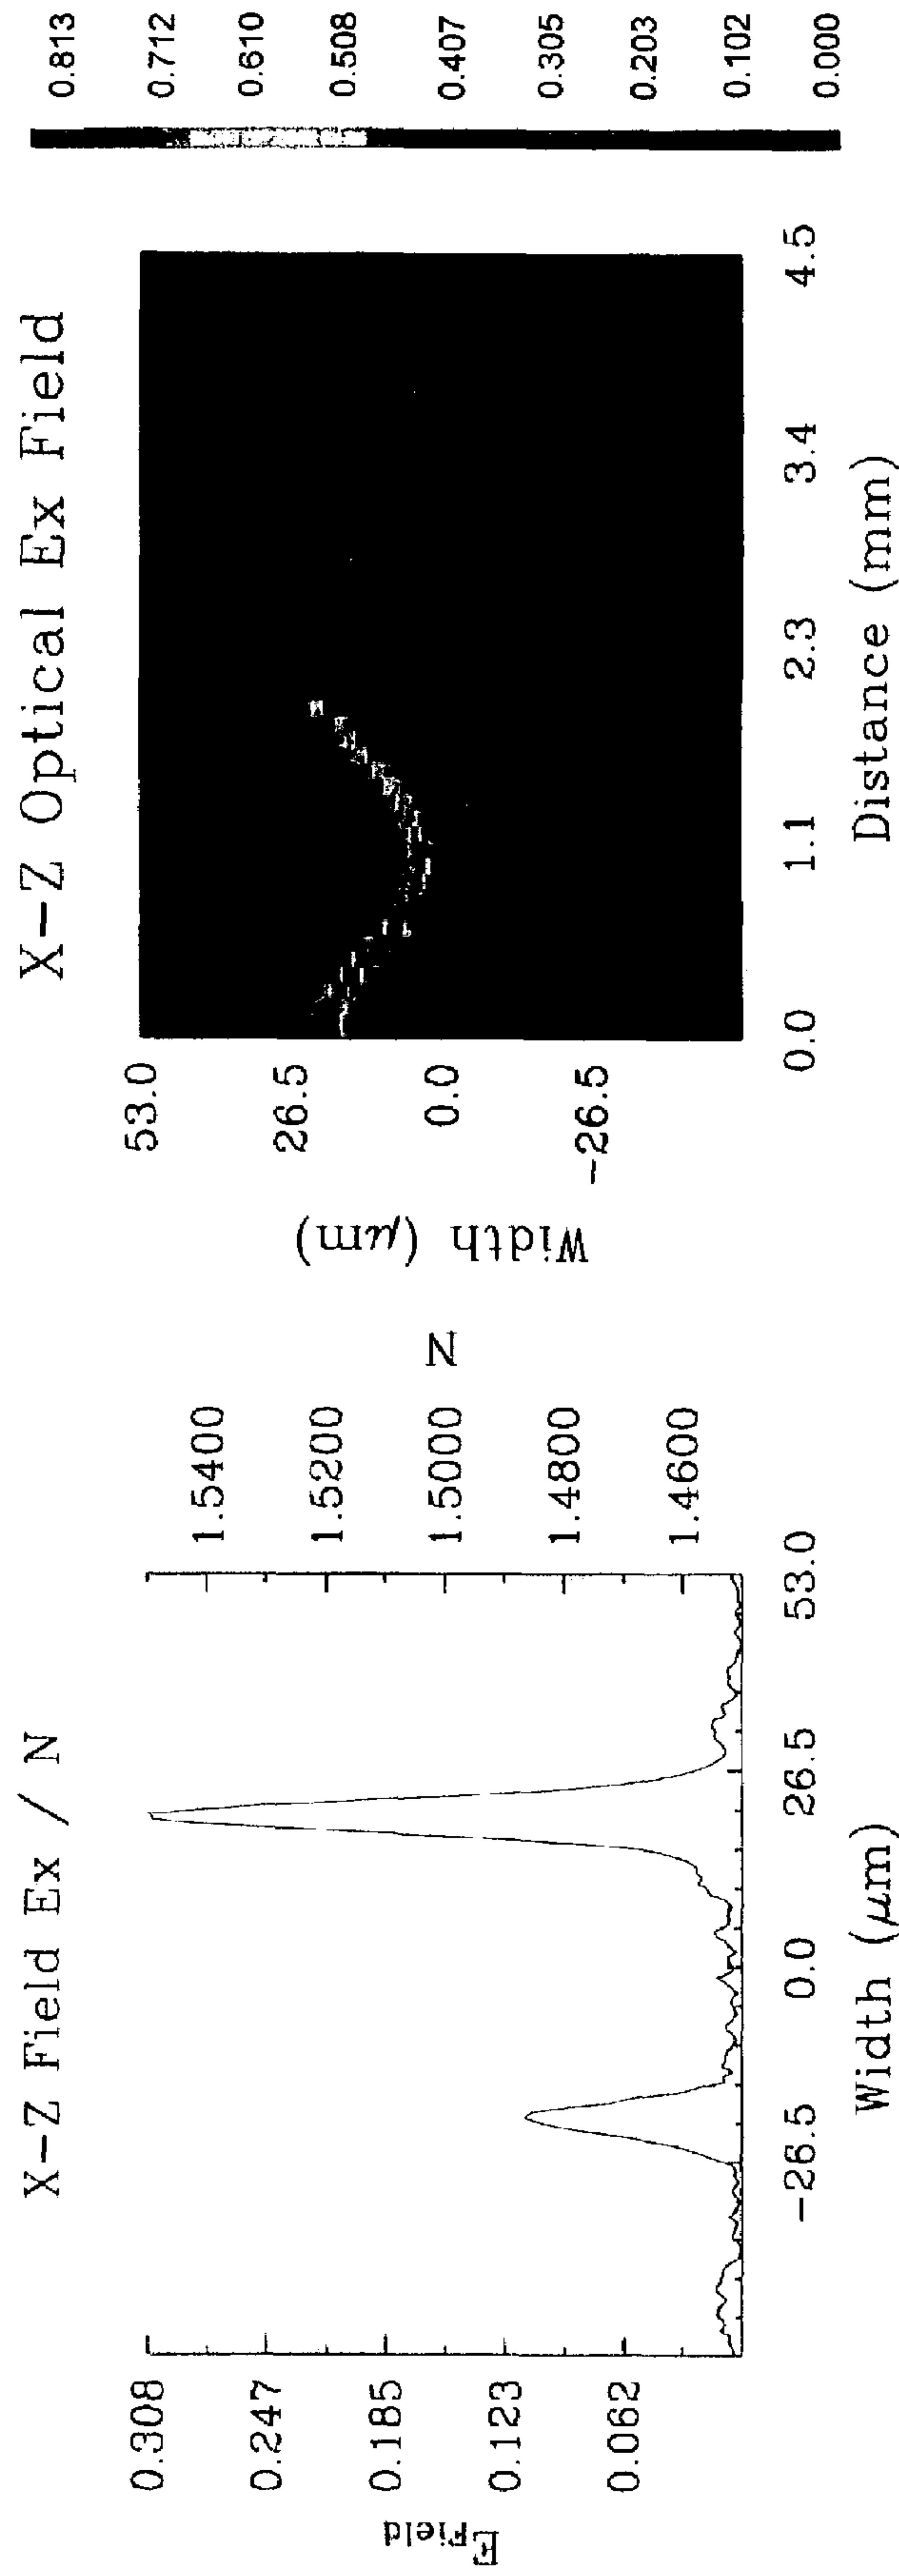 X-Z Field Ex / N
E Field
0.308
0.247
0.185
0.123
0.062
1.5400
1.5200
1.5000
1.4800
1.4600
N
-26.5 0.0 26.5 53.0
Width (μm)
X-Z Optical Ex Field
Width (μm)
53.0
26.5
0.0
-26.5
0.0 1.1 2.3 3.4 4.5
Distance (mm)
0.813
0.712
0.610
0.508
0.407
0.305
0.203
0.102
0.000